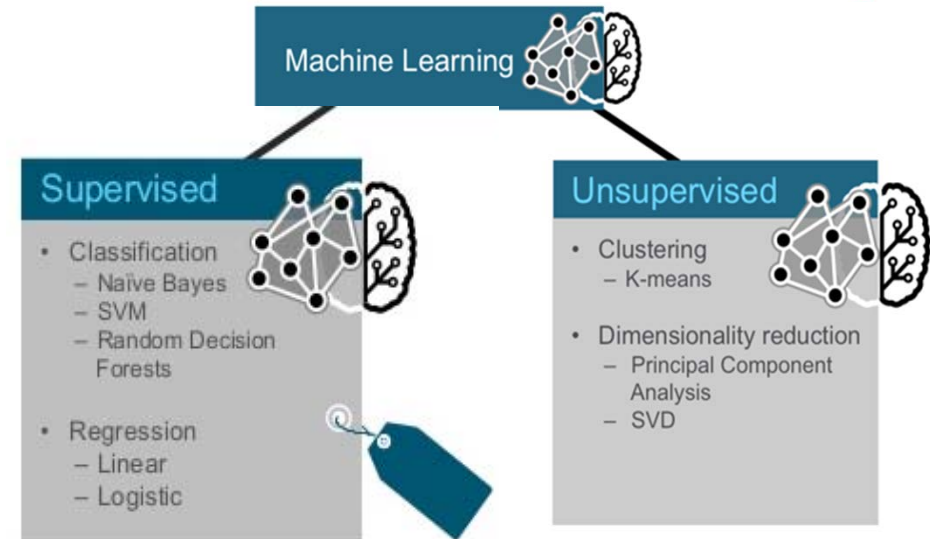 Machine Learning
Supervised
• Classification
– Naïve Bayes
– SVM
– Random Decision
Forests
• Regression
– Linear
– Logistic
Unsupervised
• Clustering
– K-means
• Dimensionality reduction
– Principal Component
Analysis
– SVD